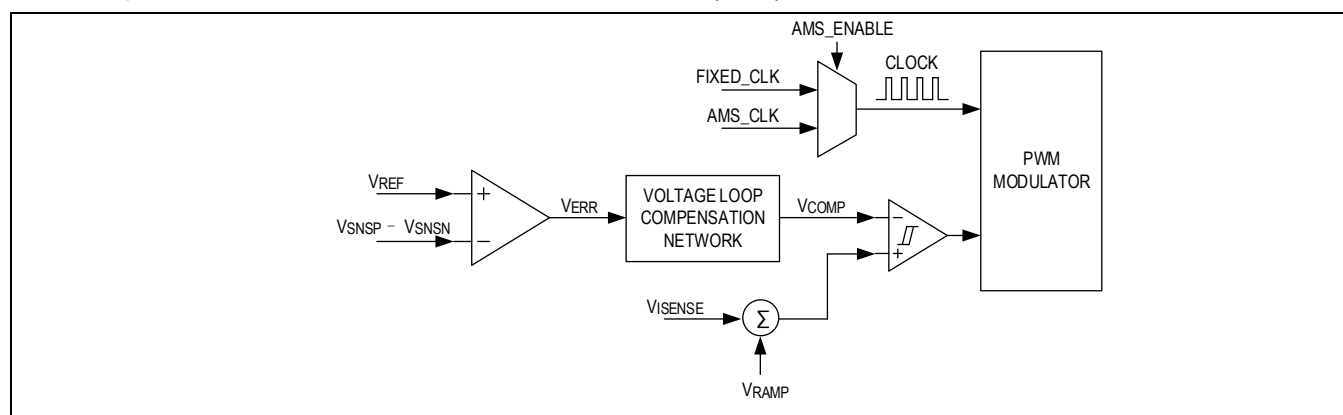 AMS_ENABLE
FIXED_CLK
CLOCK
AMS_CLK
PWM
MODULATOR
VREF
+
VSNSP − VSNSN
−
VERR
VOLTAGE LOOP
COMPENSATION
NETWORK
VCOMP
−
+
VISENSE
Σ
VRAMP